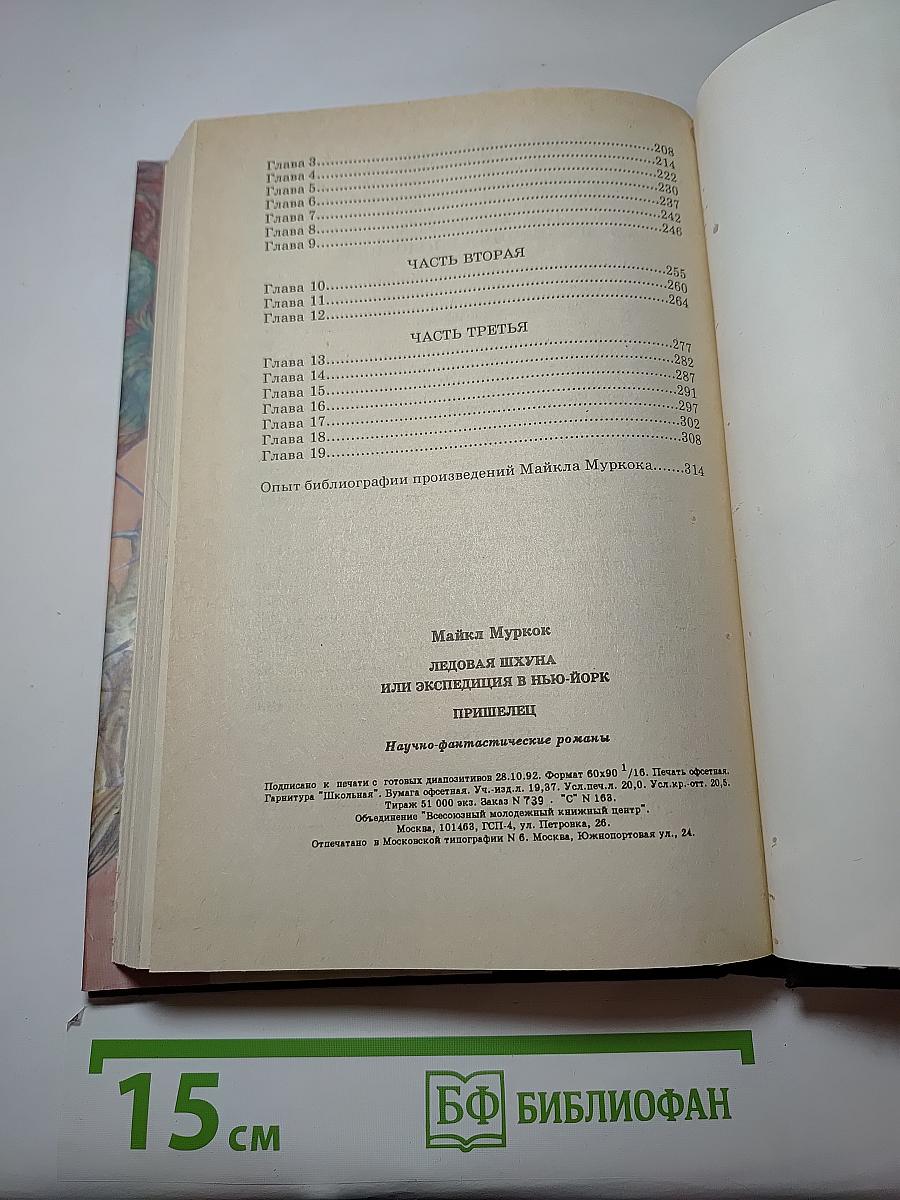 Глава 3........208
Глава 4........214
Глава 5........222
Глава 6........230
Глава 7........237
Глава 8........242
Глава 9........246
ЧАСТЬ ВТОРАЯ
Глава 10........255
Глава 11........260
Глава 12........264
ЧАСТЬ ТРЕТЬЯ
Глава 13........277
Глава 14........282
Глава 15........287
Глава 16........291
Глава 17........297
Глава 18........302
Глава 19........308
Опыт библиографии произведений Майкла Муркока.......314
Майкл Муркок
ЛЕДОВАЯ ШХУНА
ИЛИ ЭКСПЕДИЦИЯ В НЬЮ-ЙОРК
ПРИШЕЛЕЦ
Научно-фантастические романы
Подписано к печати с готовых диапозитивов 28.10.92. Формат 60x90 1/16. Печать офсетная.
Гарнитура "Школьная". Бумага офсетная. Уч.-изд.л. 19,37. Усл.печ.л. 20,0. Усл.кр.-отт. 20,5.
Тираж 51 000 экз. Заказ N 739 . "С" N 163.
Объединение "Всесоюзный молодежный книжный центр".
Москва, 101463, ГСП-4, ул. Петровка, 26.
Отпечатано в Московской типографии N 6. Москва, Южнопортовая ул., 24.
15 см
БФ БИБЛИОФАН